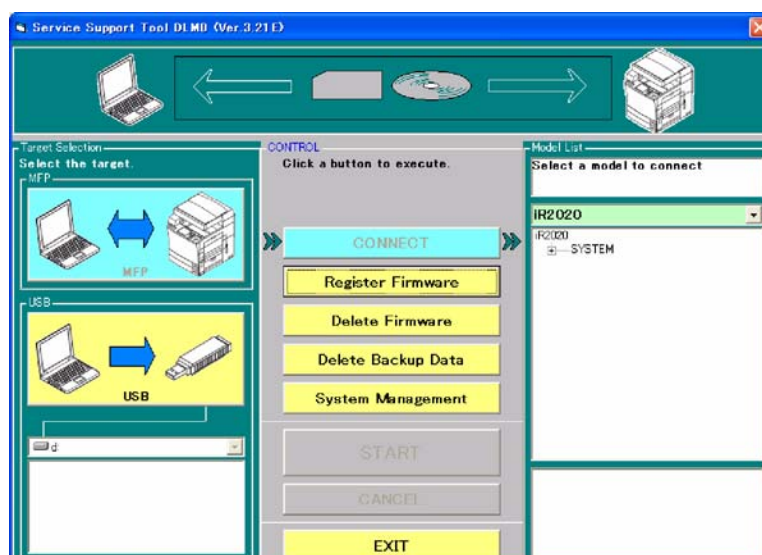 Service Support Tool DLMD (Ver.3.21E)
Target Selection
Select the target.
MFP
MFP
USB
USB
d:
CONTROL
Click a button to execute.
CONNECT
Register Firmware
Delete Firmware
Delete Backup Data
System Management
START
CANCEL
EXIT
Model List
Select a model to connect
iR2020
iR2020
SYSTEM